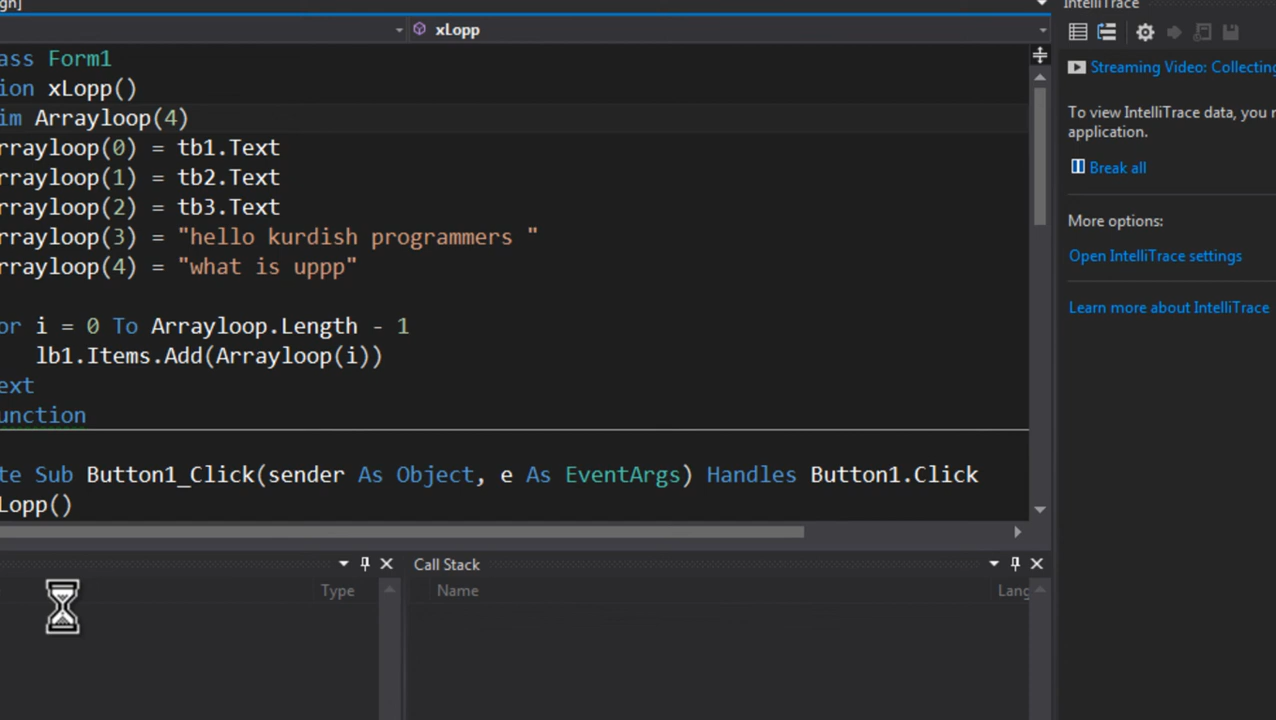 gn]
xLopp
ass Form1
ion xLopp()
im Arrayloop(4)
rrayloop(0) = tb1.Text
rrayloop(1) = tb2.Text
rrayloop(2) = tb3.Text
rrayloop(3) = "hello kurdish programmers "
rrayloop(4) = "what is uppp"
or i = 0 To Arrayloop.Length - 1
lb1.Items.Add(Arrayloop(i))
ext
unction
te Sub Button1_Click(sender As Object, e As EventArgs) Handles Button1.Click
Lopp()
Type
Call Stack
Name
Lang
IntelliTrace
Streaming Video: Collecting
To view IntelliTrace data, you
application.
Break all
More options:
Open IntelliTrace settings
Learn more about IntelliTrace